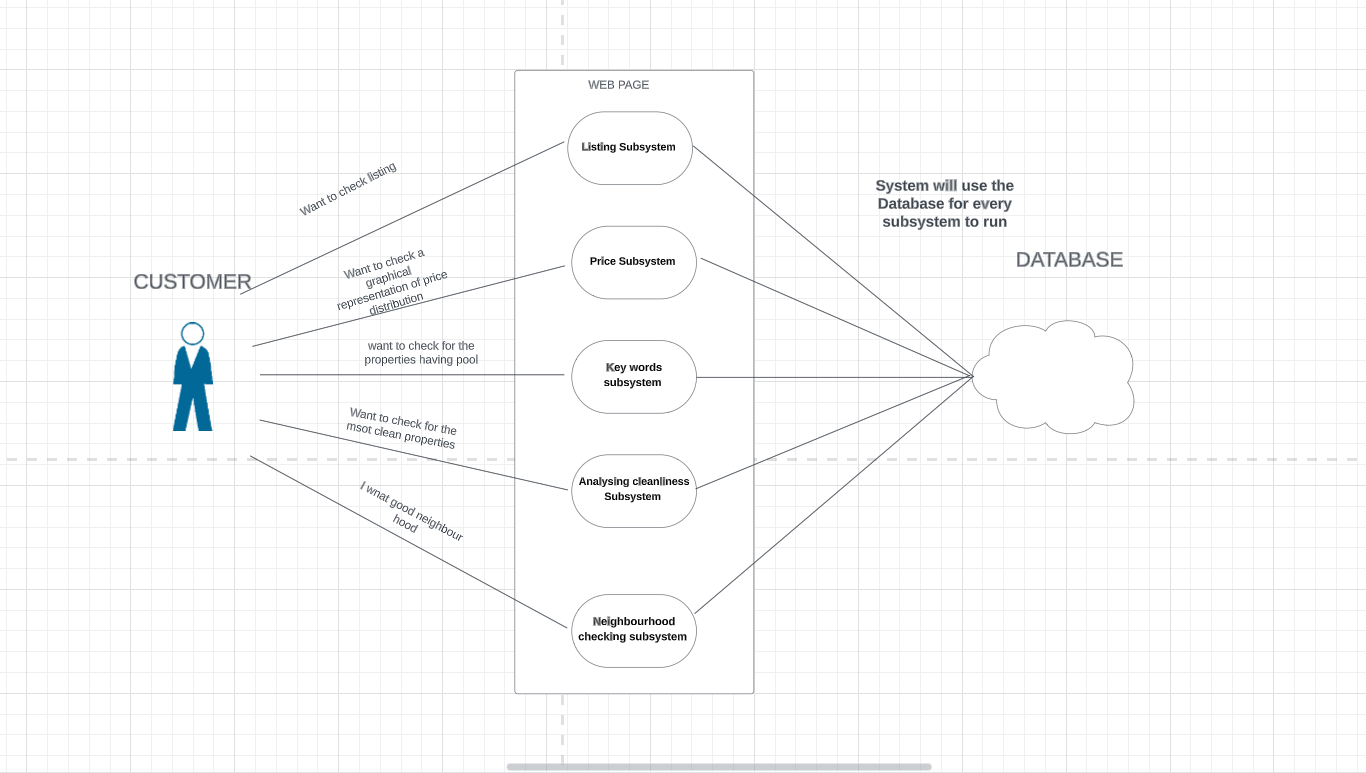 WEB PAGE
Listing Subsystem
Want to check listing
System will use the
Database for every
subsystem to run
CUSTOMER
Want to check a
graphical
representation of price
distribution
Price Subsystem
DATABASE
want to check for the
properties having pool
Key words
subsystem
Want to check for the
msot clean properties
Analysing cleanliness
Subsystem
I wnat good neighbour
hood
Neighbourhood
checking subsystem